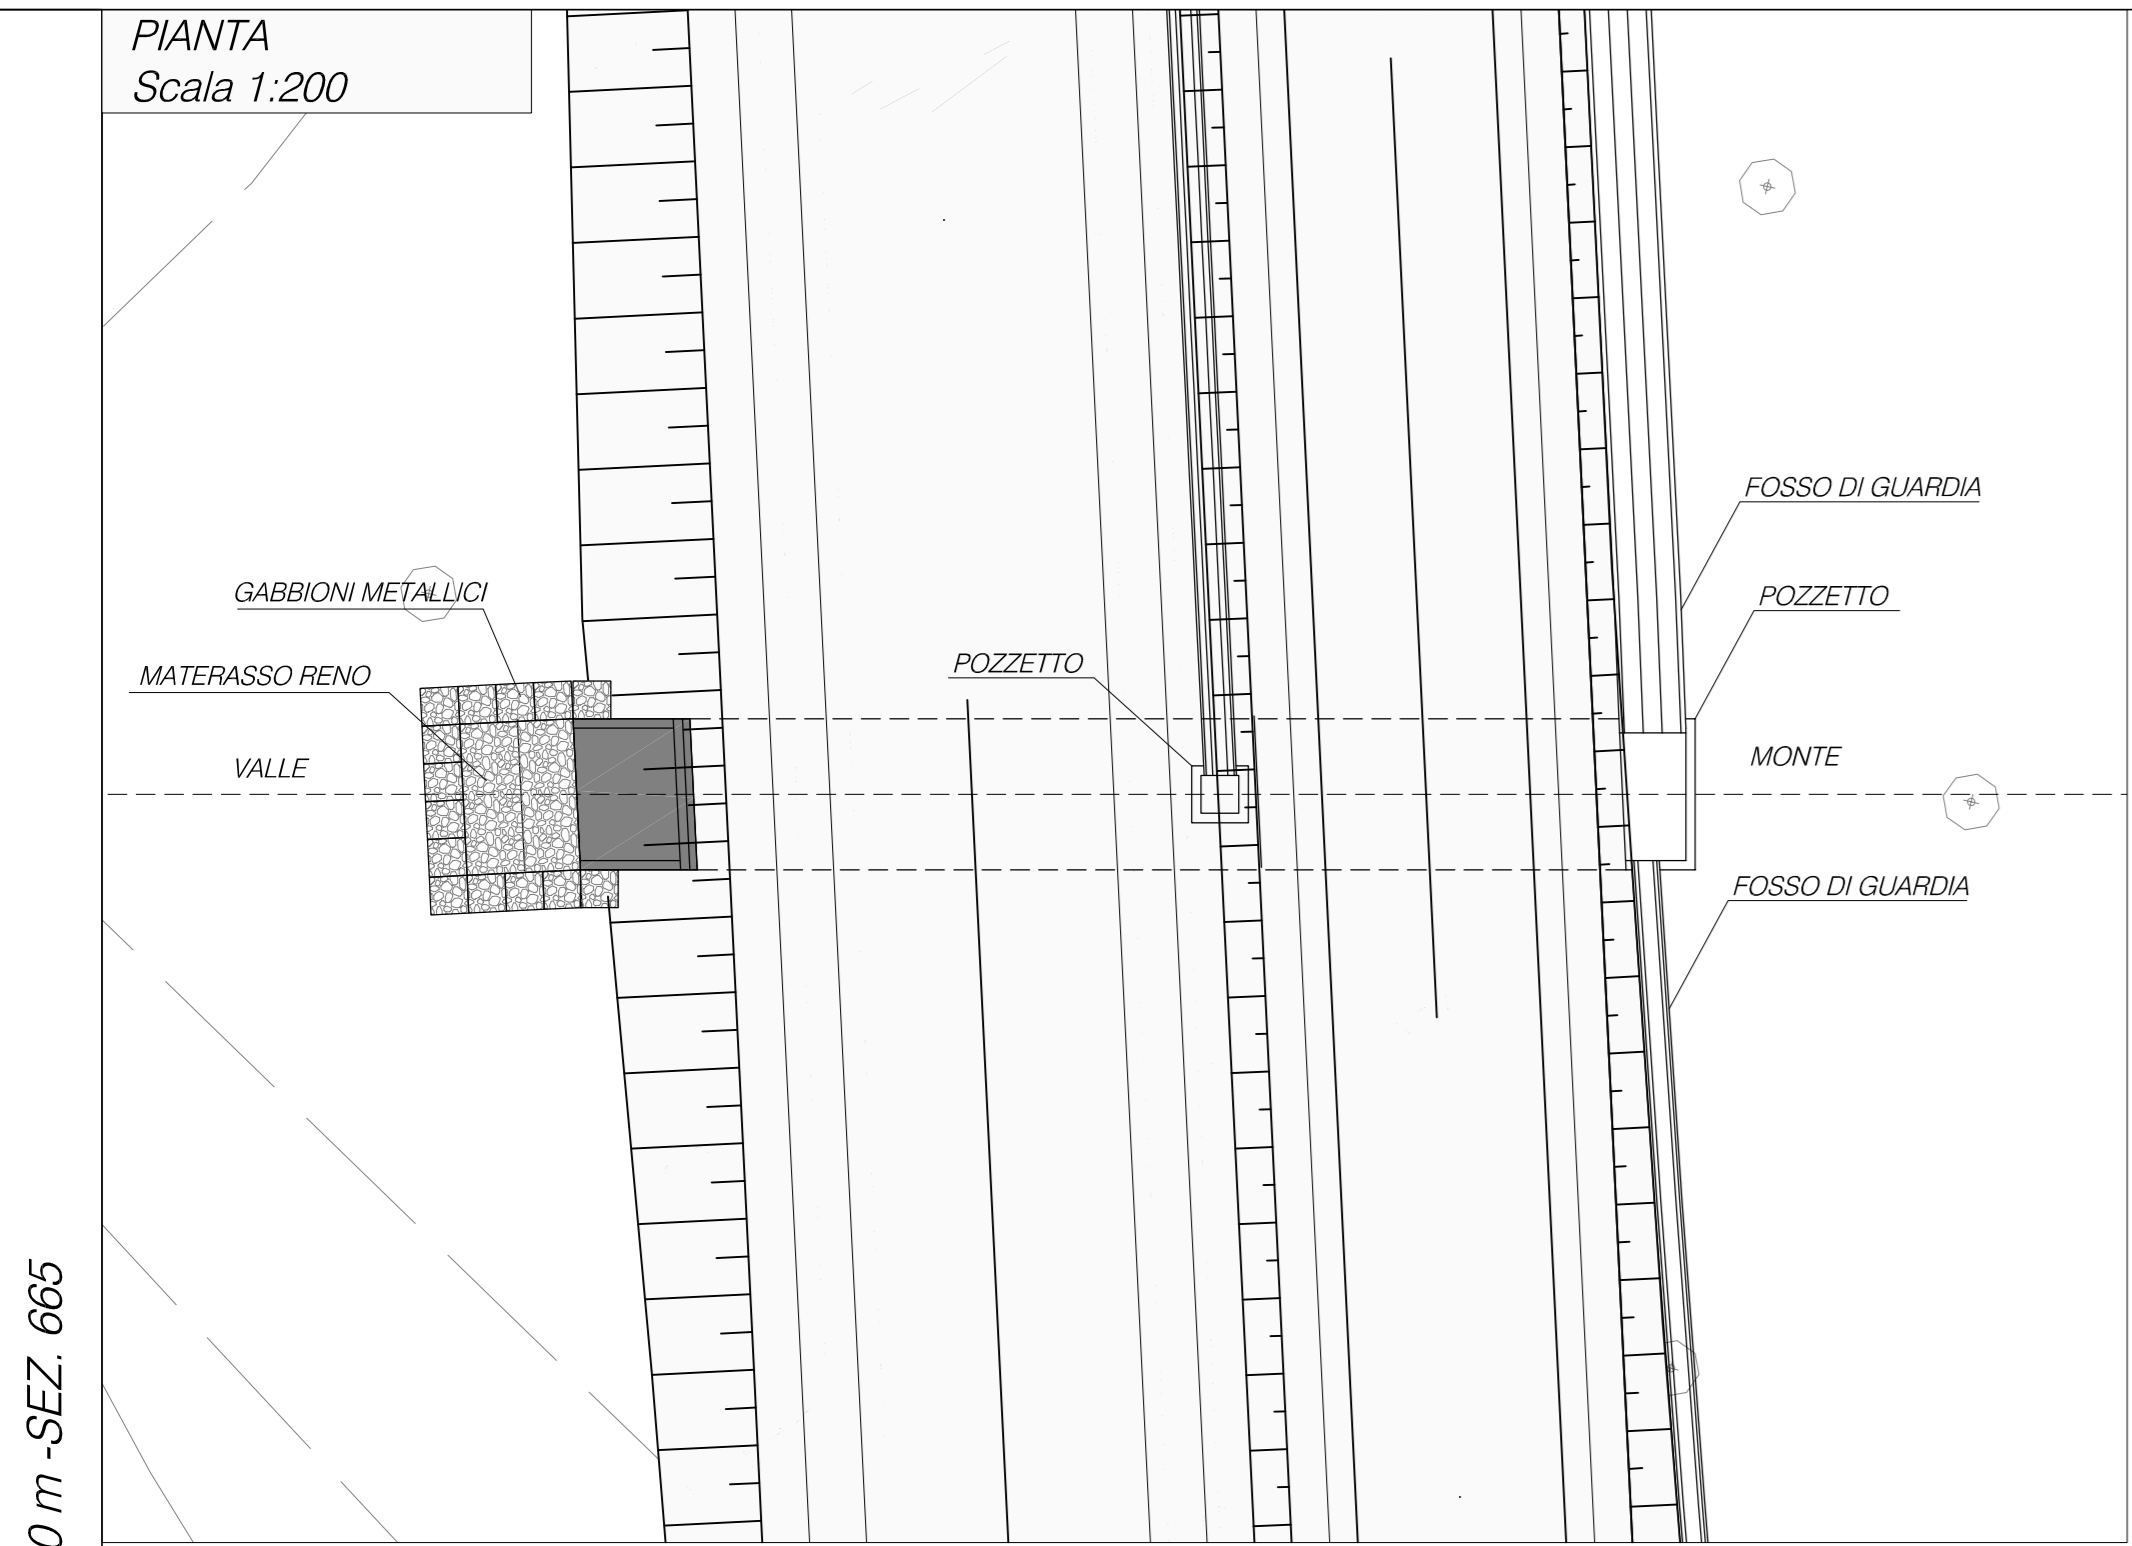 PIANTA
Scala 1:200
FOSSO DI GUARDIA
GABBIONI METALLICI
POZZETTO
POZZETTO
MATERASSO RENO
VALLE
MONTE
FOSSO DI GUARDIA
0 m -SEZ. 665